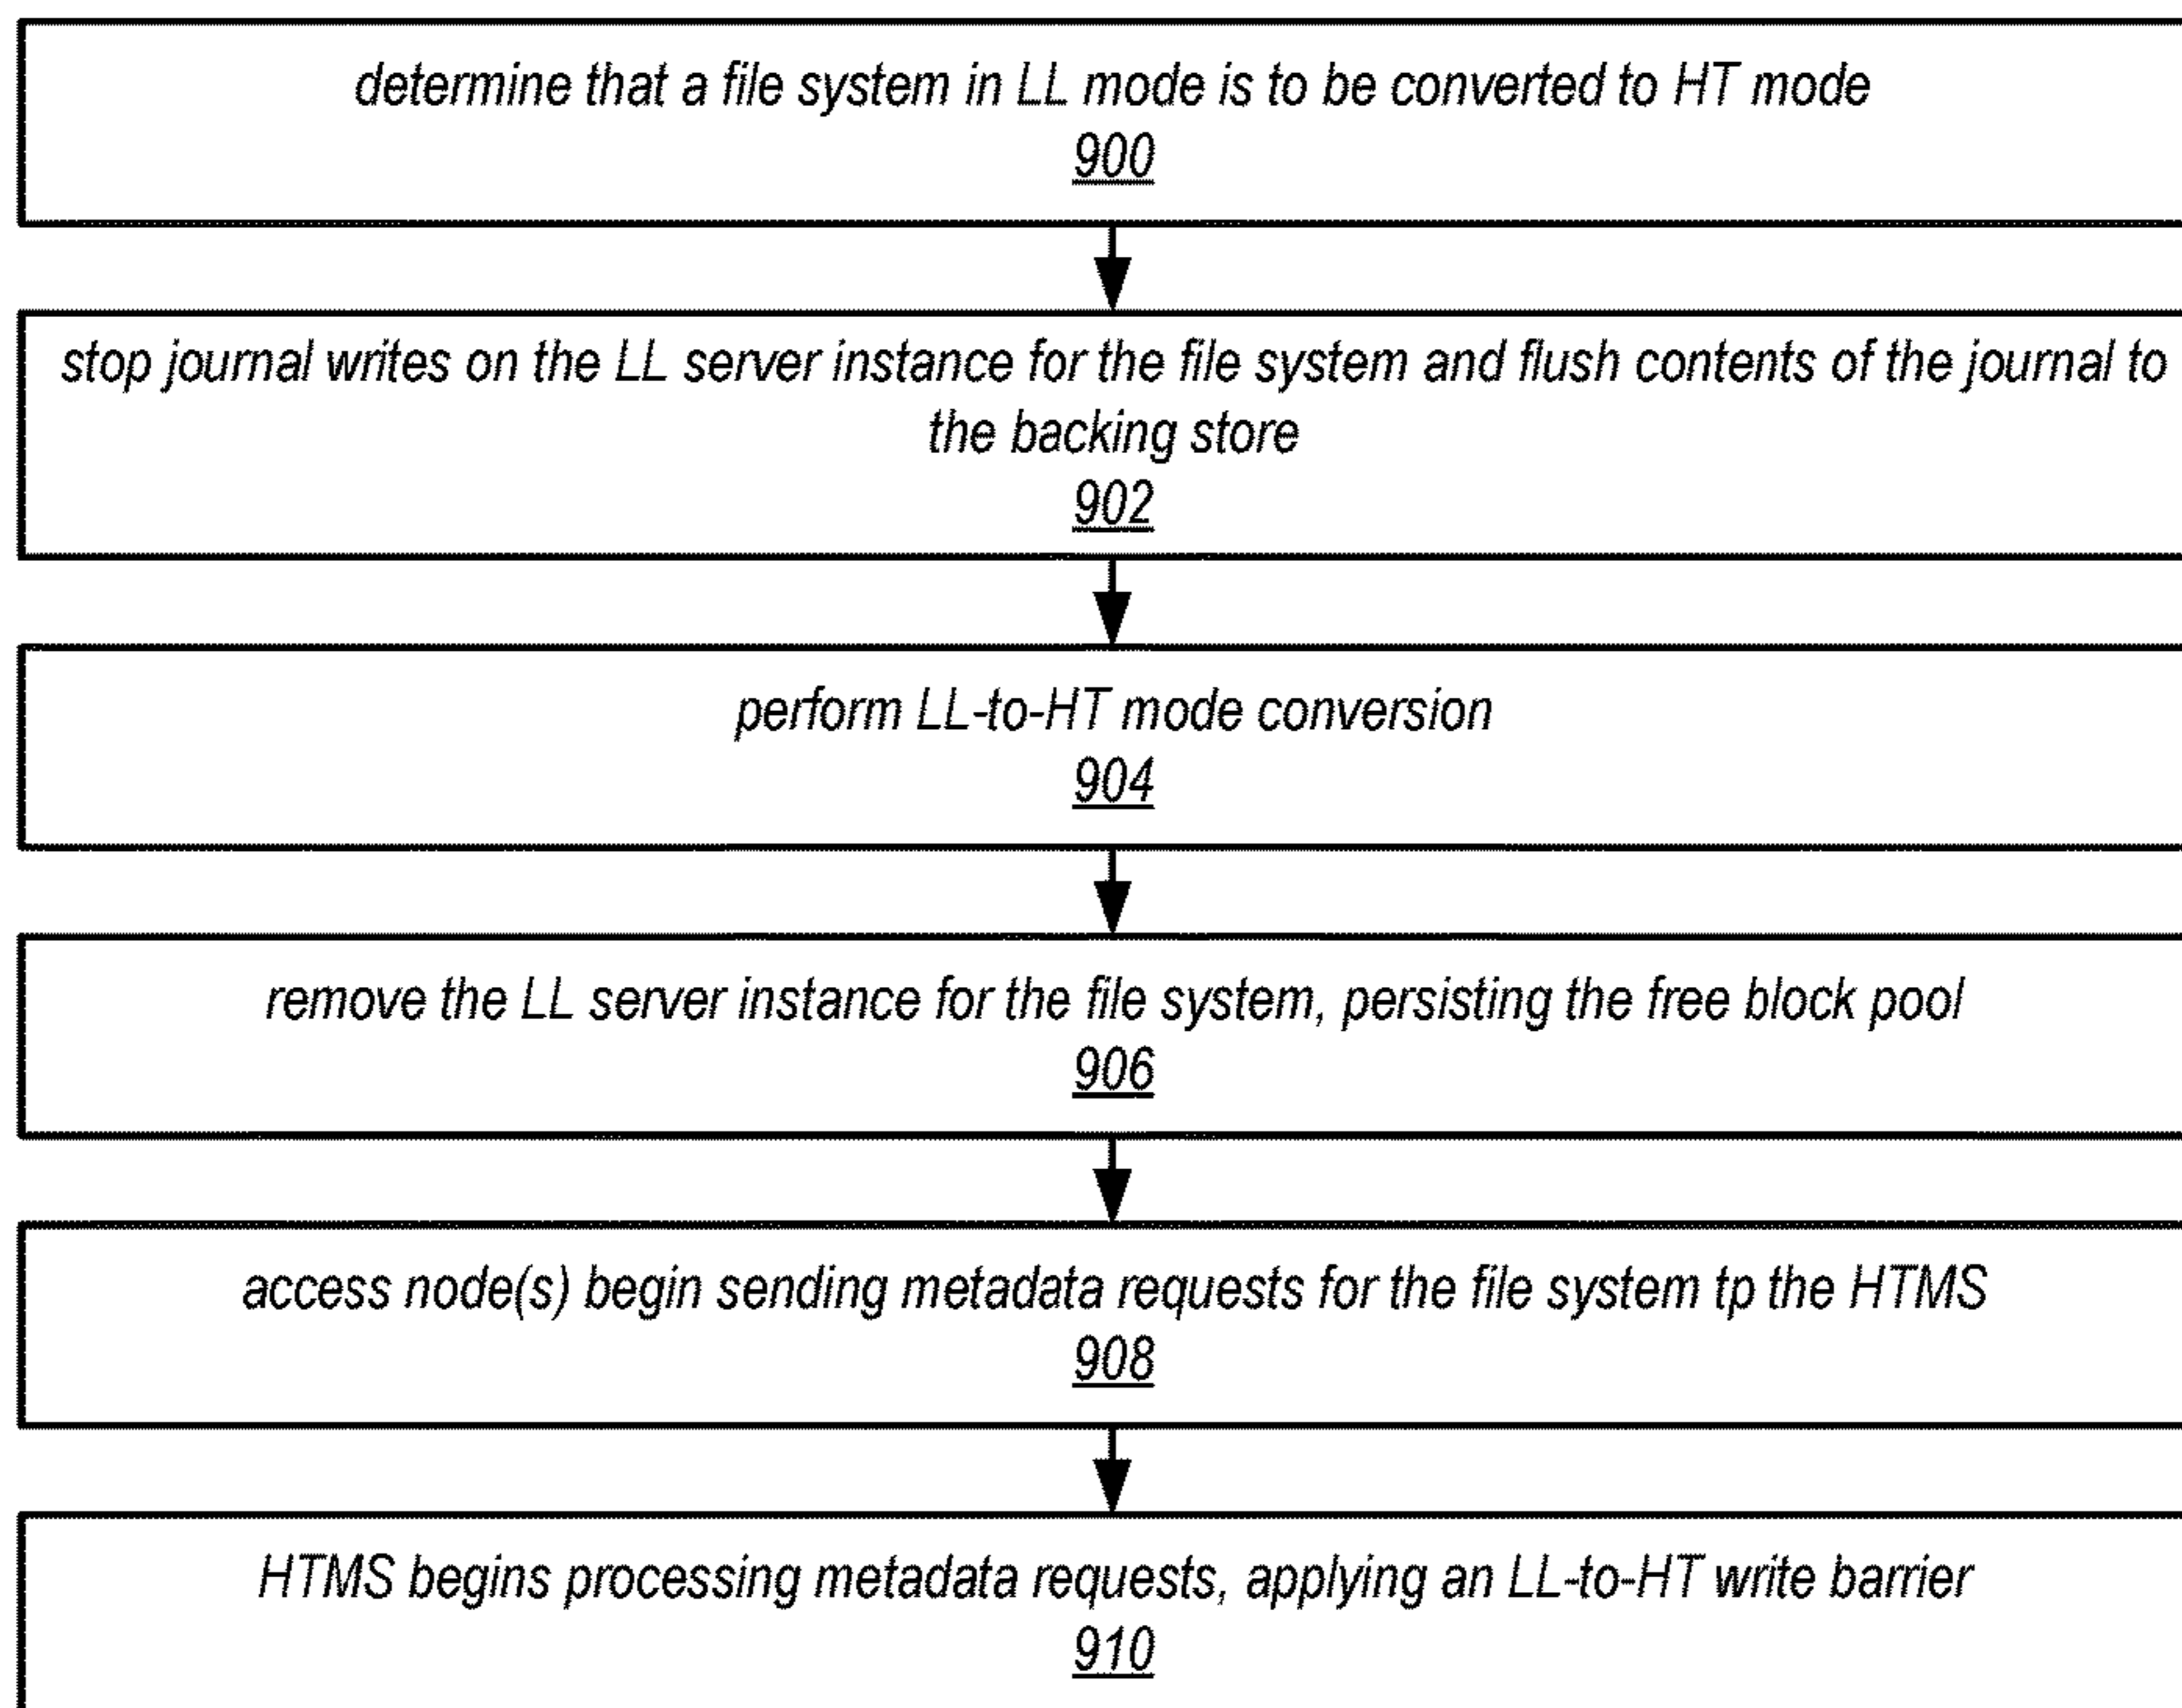 determine that a file system in LL mode is to be converted to HT mode
900
stop journal writes on the LL server instance for the file system and flush contents of the journal to
the backing store
902
perform LL-to-HT mode conversion
904
remove the LL server instance for the file system, persisting the free block pool
906
access node(s) begin sending metadata requests for the file system tp the HTMS
908
HTMS begins processing metadata requests, applying an LL-to-HT write barrier
910